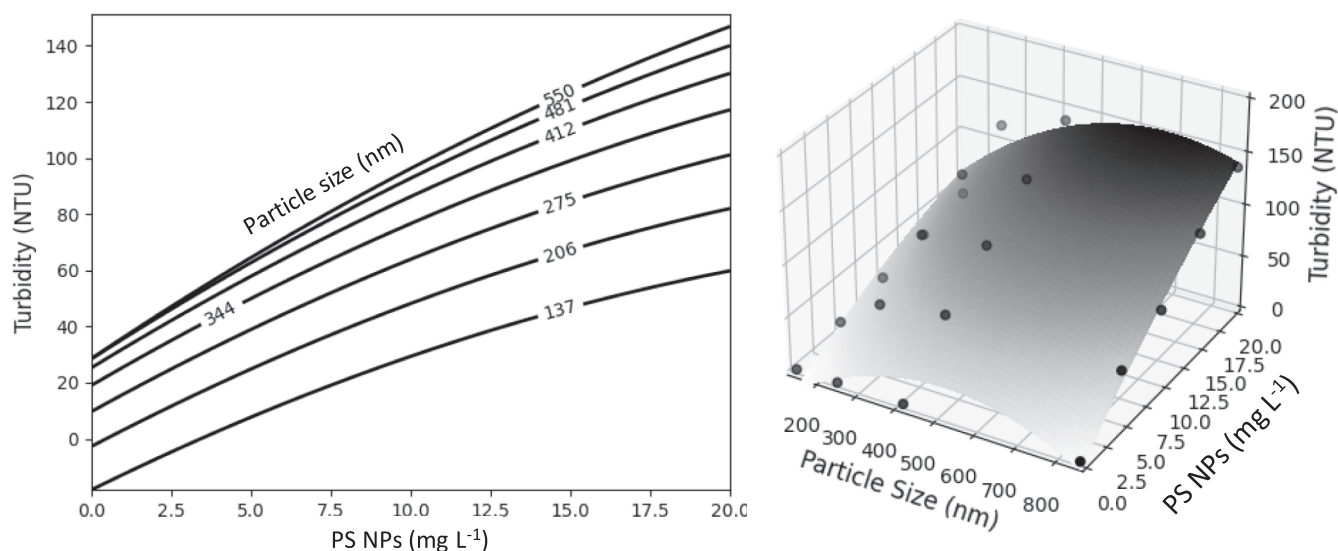 140
120
100
80
60
40
20
0
Turbidity (NTU)
Particle size (nm)
550
481
412
344
275
206
137
0.0 2.5 5.0 7.5 10.0 12.5 15.0 17.5 20.0
PS NPs (mg L⁻¹)
200
150
100
50
0
Turbidity (NTU)
200 300 400 500 600 700 800
Particle Size (nm)
0.0 2.5 5.0 7.5 10.0 12.5 15.0 17.5 20.0
PS NPs (mg L⁻¹)